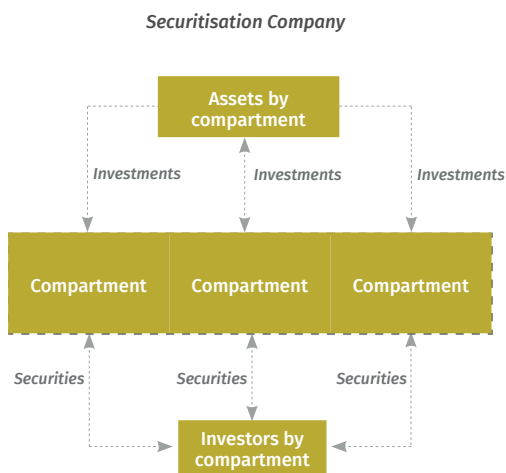 Securitisation Company
Assets by
compartment
Investments
Investments
Investments
Compartment
Compartment
Compartment
Securities
Securities
Securities
Investors by
compartment